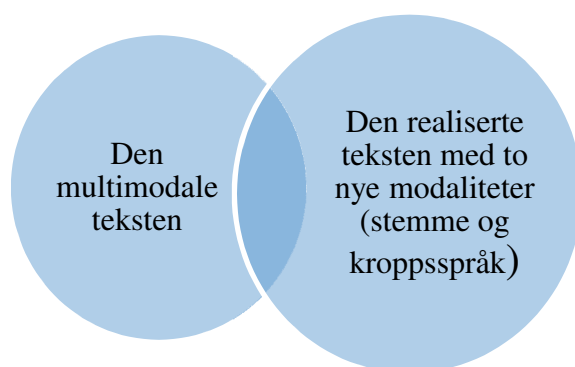 Den
multimodale
teksten
Den realiserte
teksten med to
nye modaliteter
(stemme og
kroppsspråk)